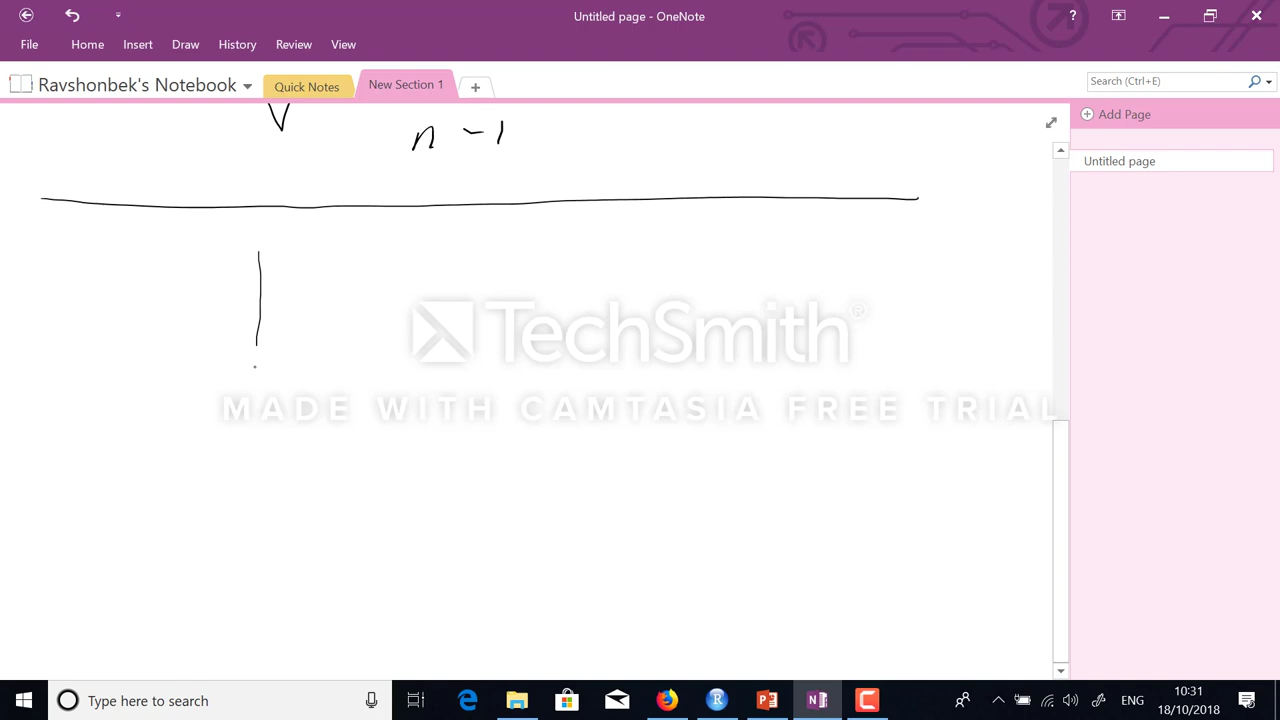 Untitled page - OneNote
?
File Home Insert Draw History Review View
Ravshonbek's Notebook
Quick Notes
New Section 1
+
Search (Ctrl+E)
n - 1
Add Page
Untitled page
TechSmith®
MADE WITH CAMTASIA FREE TRIAL
Type here to search
ENG
10:31
18/10/2018